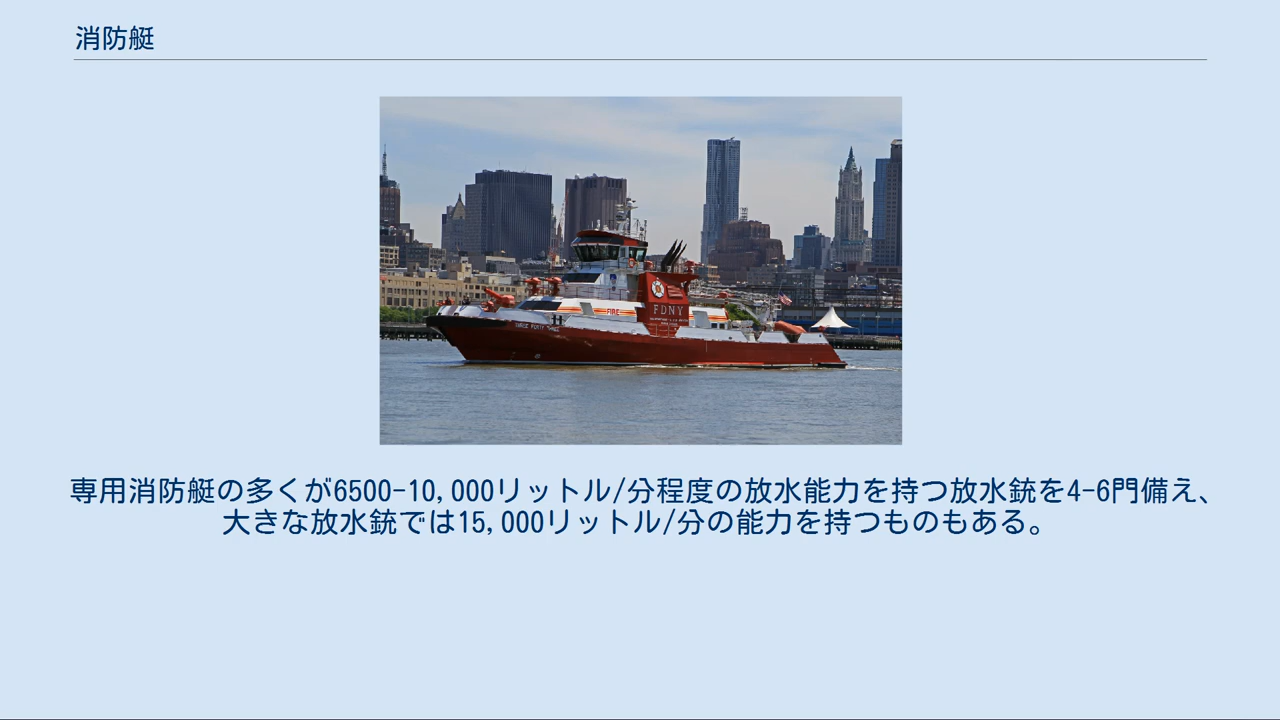 消防艇
FIRE
FDNY
THREE FORTY THREE
専用消防艇の多くが6500-10,000リットル/分程度の放水能力を持つ放水銃を4-6門備え、
大きな放水銃では15,000リットル/分の能力を持つものもある。